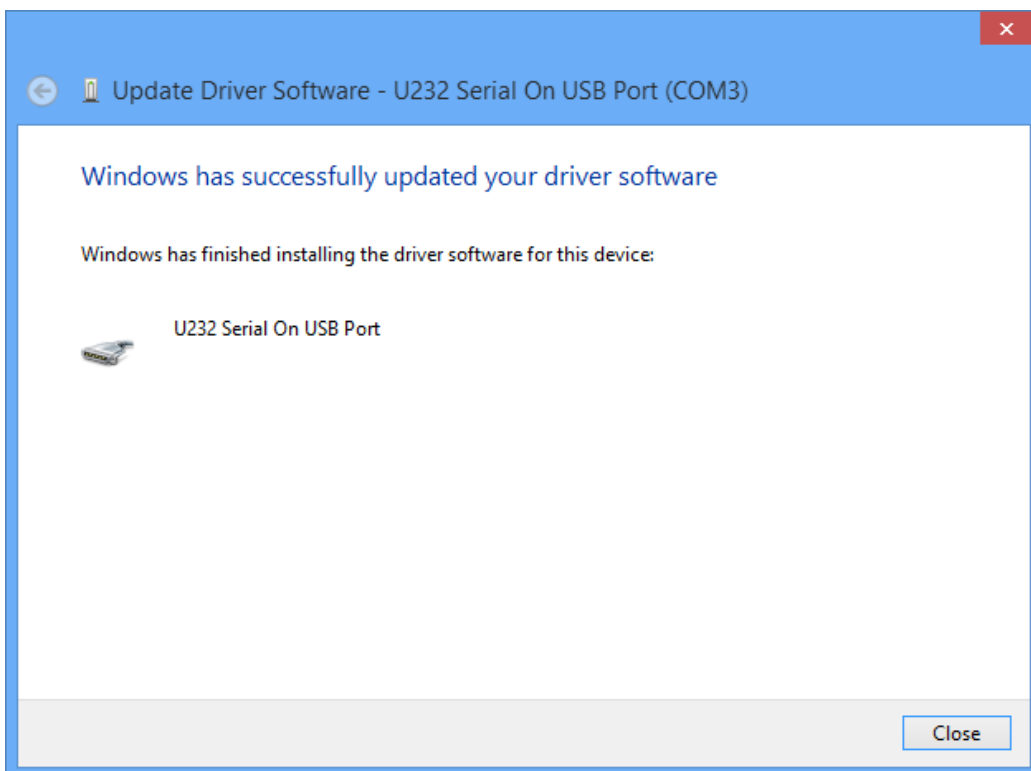 Update Driver Software - U232 Serial On USB Port (COM3)
Windows has successfully updated your driver software
Windows has finished installing the driver software for this device:
U232 Serial On USB Port
Close